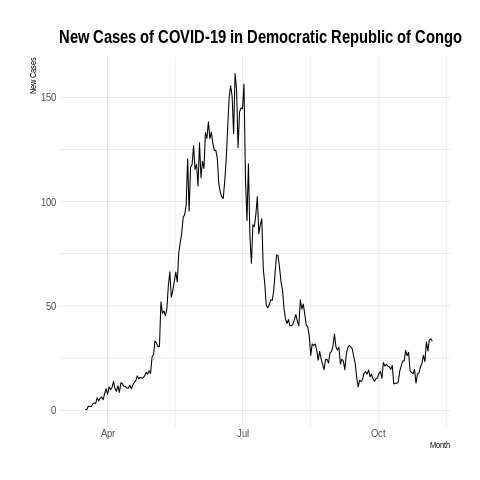 New Cases of COVID-19 in Democratic Republic of Congo
New Cases
150
100
50
0
Apr
Jul
Oct
Month